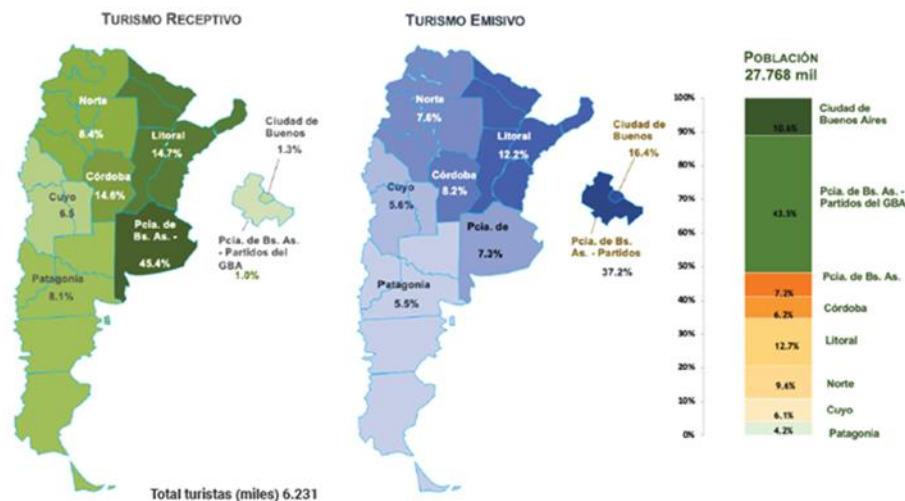 TURISMO RECEPTIVO
Norte
8.4%
Litoral
14.7%
Córdoba
14.6%
Cuyo
6.5
Pcia. de
Bs. As. -
45.4%
Patagonia
8.1%
Ciudad de
Buenos
1.3%
Pcia. de Bs.
As. - Partidos del
GBA
1.0%
Total turistas (miles) 6.231
TURISMO EMISIVO
Norte
7.6%
Litoral
12.2%
Córdoba
8.2%
Cuyo
5.6%
Pcia. de
7.3%
Patagonia
5.5%
Ciudad de
Buenos
16.4%
Pcia. de Bs.
As. - Partidos
37.2%
POBLACIÓN
27.768 mil
100%
90%
80%
70%
60%
50%
40%
30%
20%
10%
0%
10.6%
43.5%
7.2%
6.2%
12.7%
9.6%
6.1%
4.2%
Ciudad de
Buenos Aires
Pcia. de Bs. As. -
Partidos del GBA
Pcia. de Bs. As.
Córdoba
Litoral
Norte
Cuyo
Patagonia